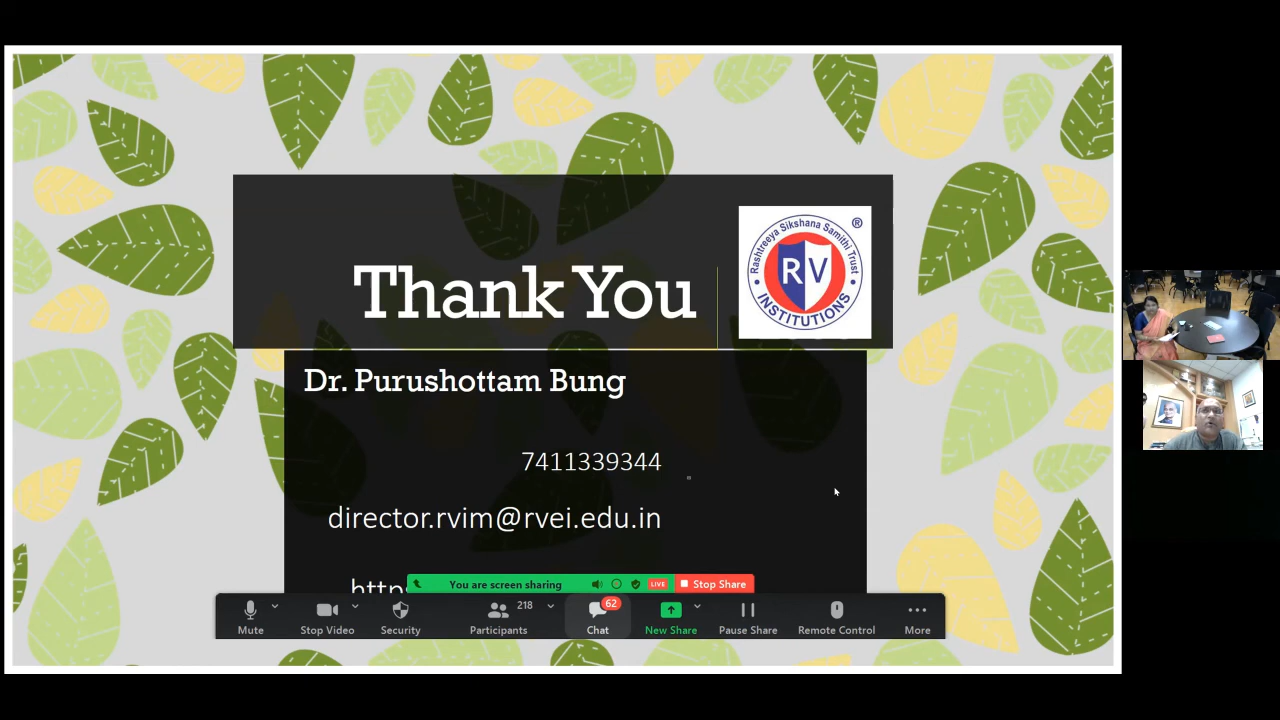 Thank You
Rashtreeya Sikshana Samithi Trust ®
RV
INSTITUTIONS
Dr. Purushottam Bung
7411339344
director.rvim@rvei.edu.in
http
You are screen sharing LIVE Stop Share
218 62
Mute Stop Video Security Participants Chat New Share Pause Share Remote Control More